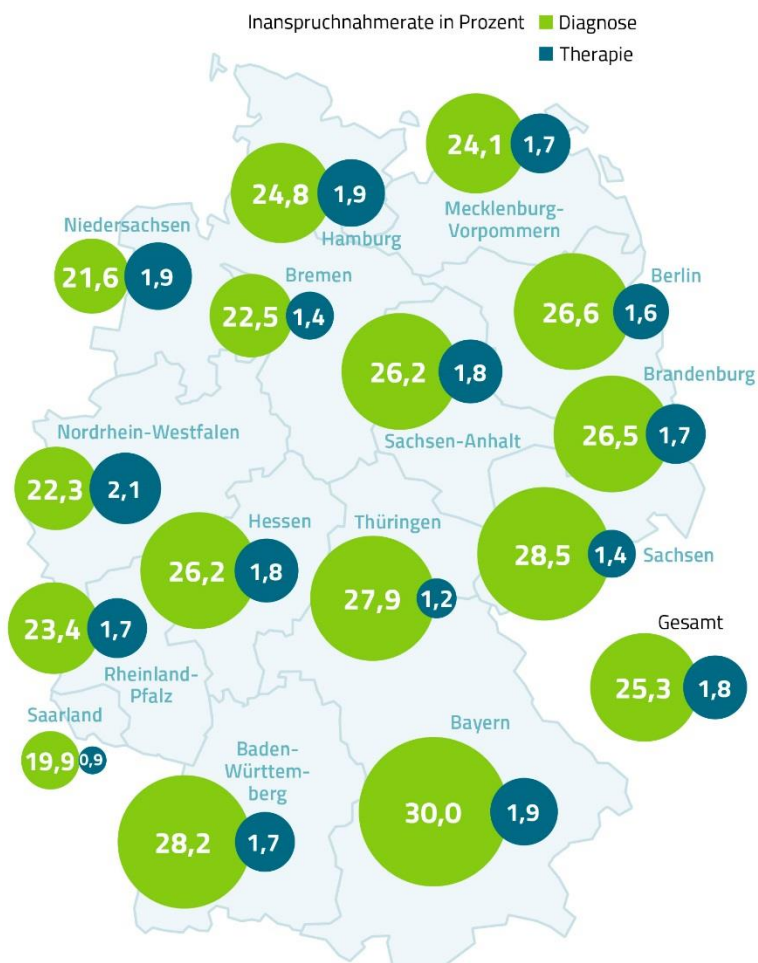 Inanspruchnahmerate in Prozent
Diagnose
Therapie
24,1
1,7
Mecklenburg-
Vorpommern
24,8
1,9
Hamburg
Niedersachsen
21,6
1,9
Bremen
22,5
1,4
Berlin
26,6
1,6
26,2
1,8
Sachsen-Anhalt
Brandenburg
26,5
1,7
Nordrhein-Westfalen
22,3
2,1
Hessen
26,2
1,8
Thüringen
27,9
1,2
28,5
1,4
Sachsen
23,4
1,7
Rheinland-
Pfalz
Gesamt
25,3
1,8
Saarland
19,9
0,9
Baden-
Württem-
berg
28,2
1,7
Bayern
30,0
1,9